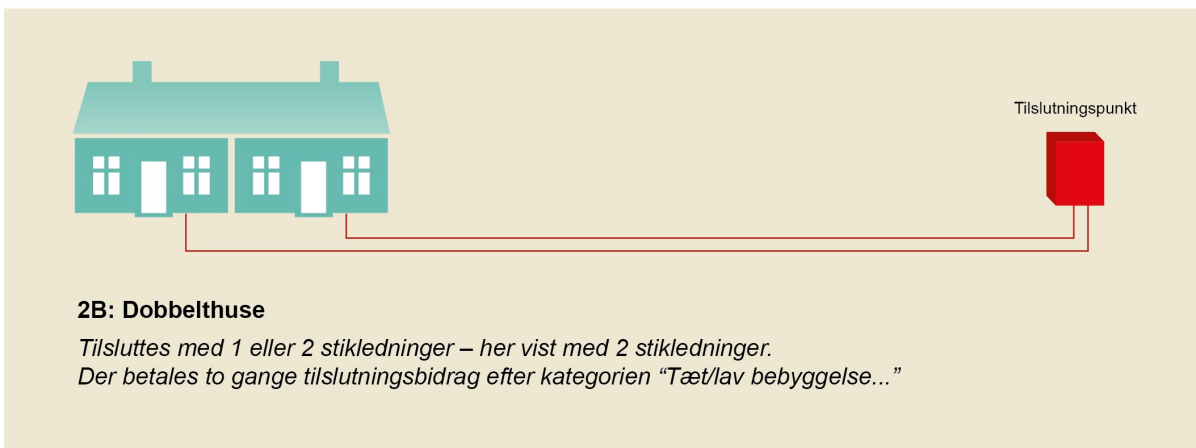 Tilslutningspunkt
2B: Dobbelthuse
Tilsluttes med 1 eller 2 stikledninger – her vist med 2 stikledninger.
Der betales to gange tilslutningsbidrag efter kategorien “Tæt/lav bebyggelse...”